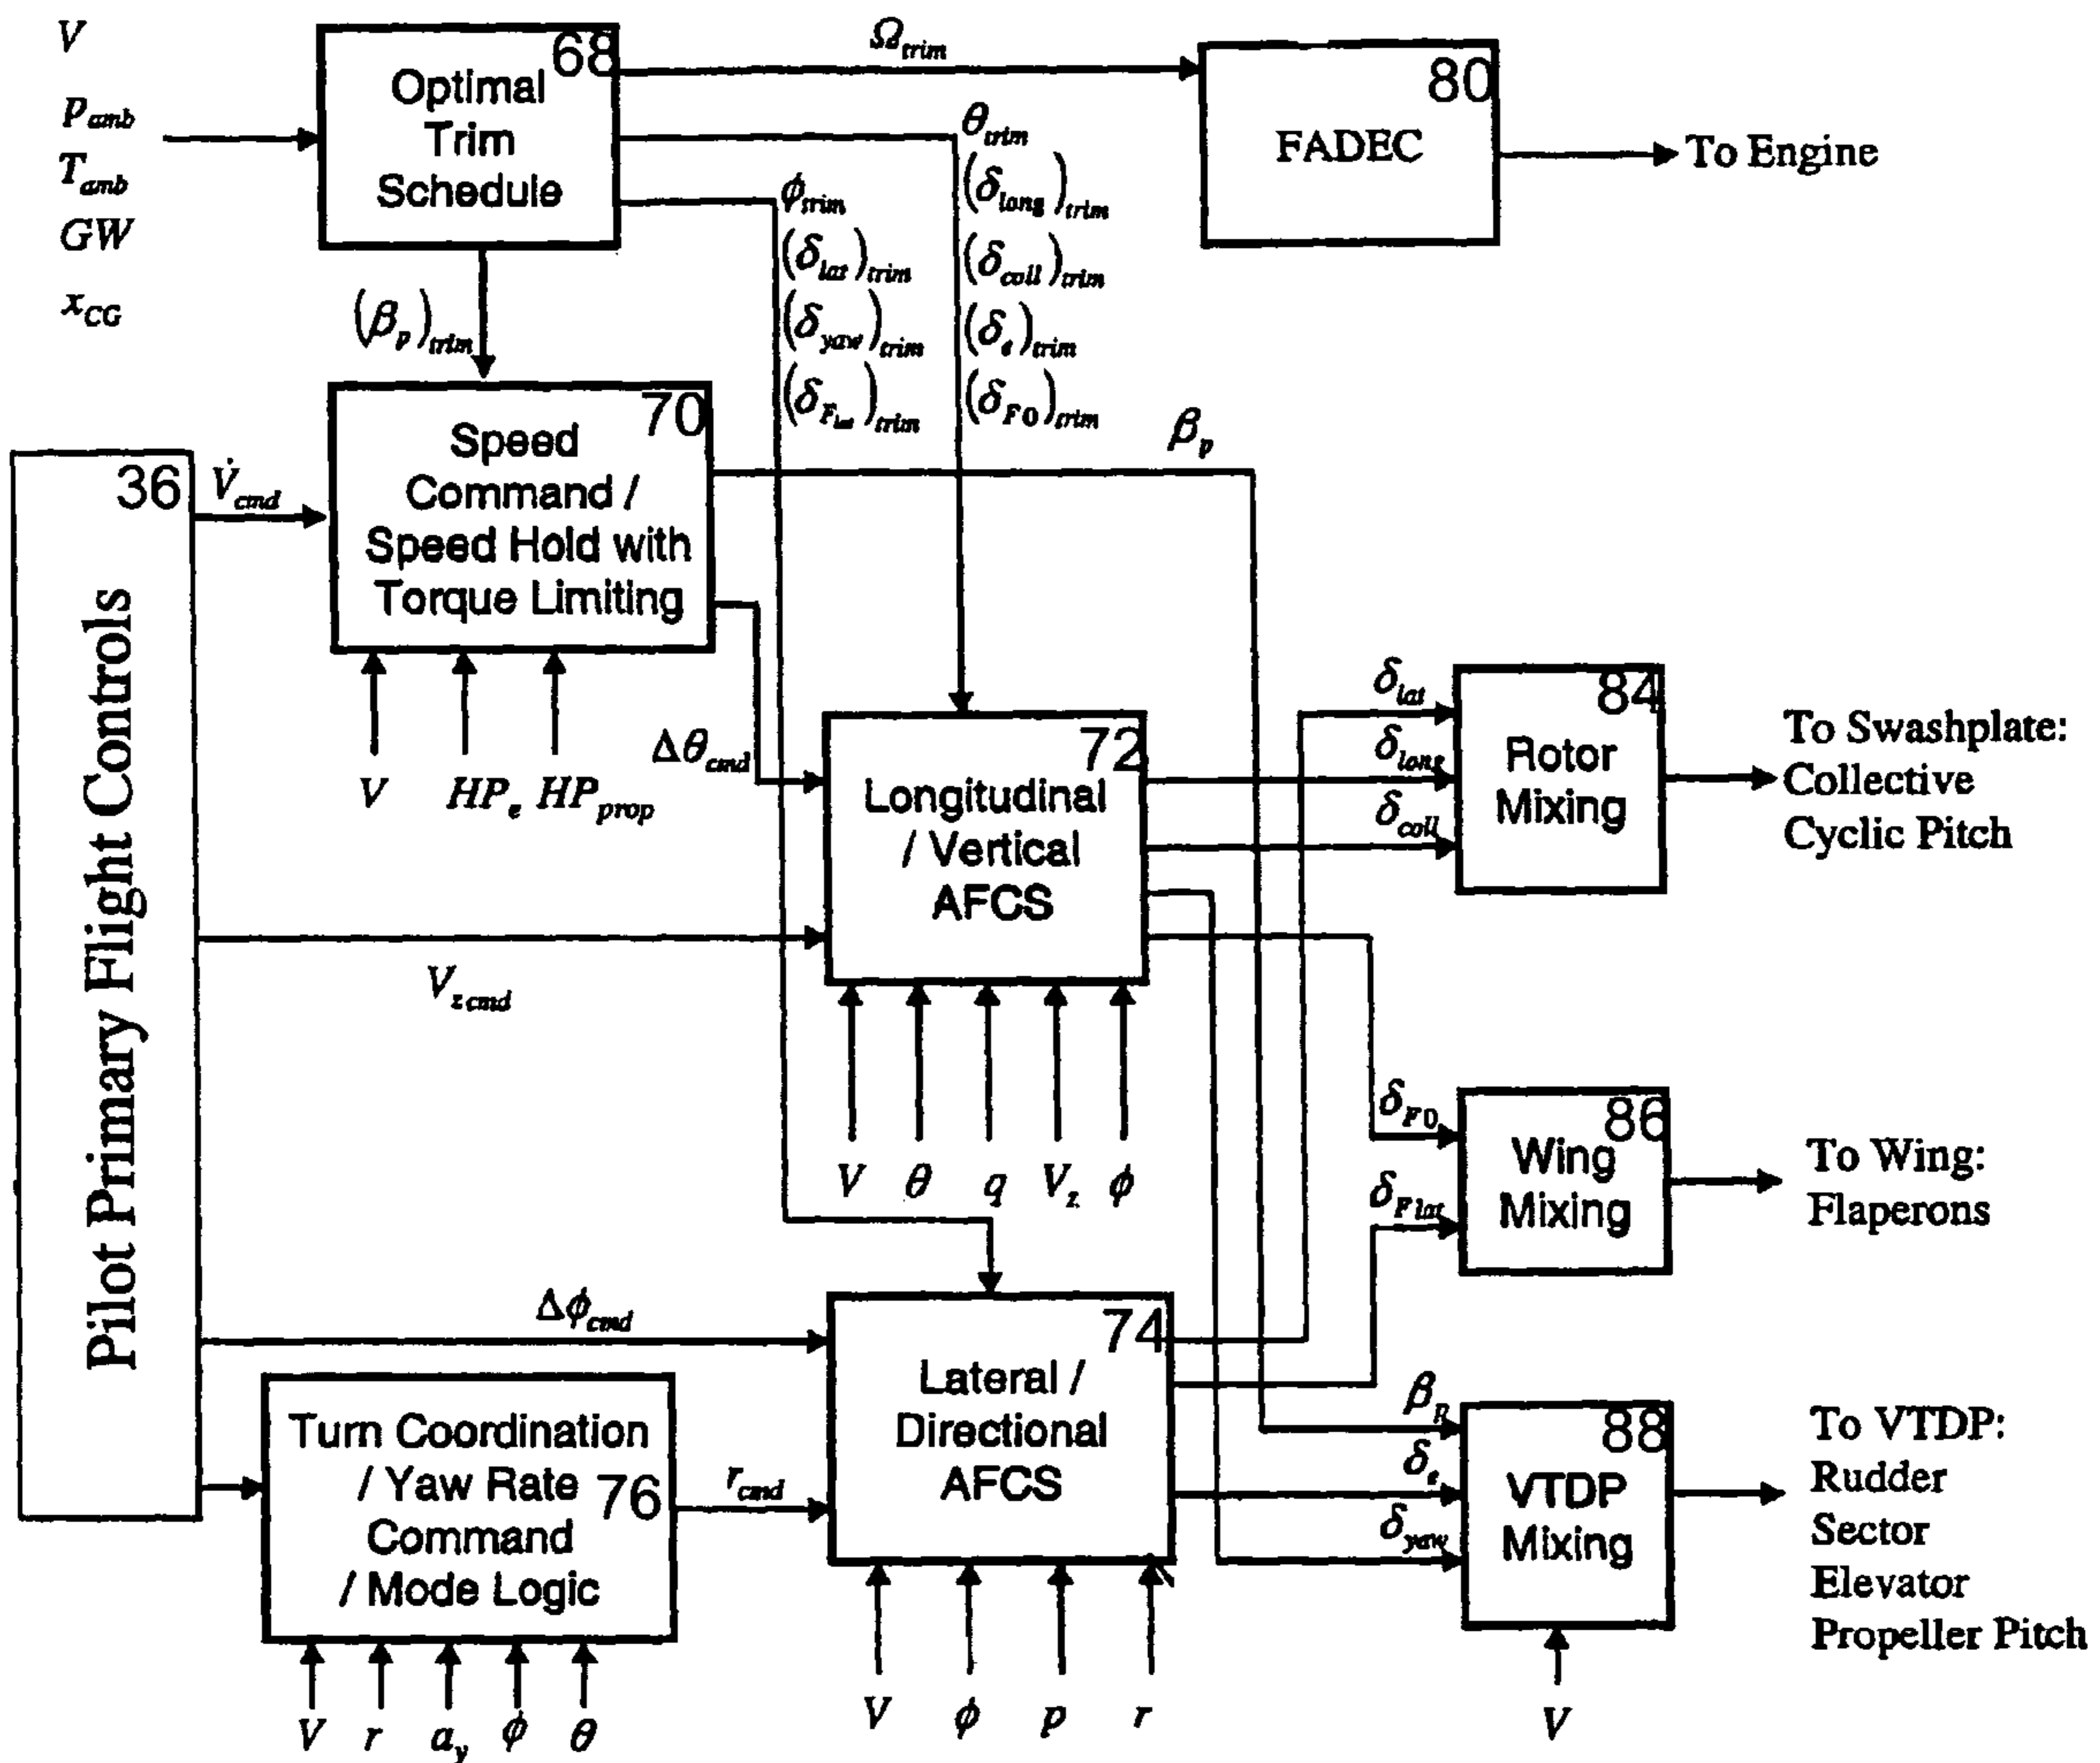 V
p_amb
T_amb
GW
x_CG
68
Optimal
Trim
Schedule
Ω_trim
80
FADEC
To Engine
θ_trim
(δ_long)_trim
(δ_coll)_trim
(δ_e)_trim
(δ_F0)_trim
ϕ_trim
(δ_lat)_trim
(δ_yaw)_trim
(δ_F_lat)_trim
(β_p)_trim
36
Pilot Primary Flight Controls
V̇_cmd
70
Speed
Command /
Speed Hold with
Torque Limiting
β_p
V HP_e HP_prop
Δθ_cmd
72
Longitudinal
/ Vertical
AFCS
V_z cmd
V θ q V_z ϕ
δ_lat
δ_long
δ_coll
84
Rotor
Mixing
To Swashplate:
Collective
Cyclic Pitch
δ_F0
δ_F lat
86
Wing
Mixing
To Wing:
Flaperons
Δϕ_cmd
74
Lateral /
Directional
AFCS
Turn Coordination
/ Yaw Rate
76
Command
/ Mode Logic
r_cmd
V r a_y ϕ θ
V ϕ p r
β_p
δ_e
δ_yaw
88
VTDP
Mixing
V
To VTDP:
Rudder
Sector
Elevator
Propeller Pitch